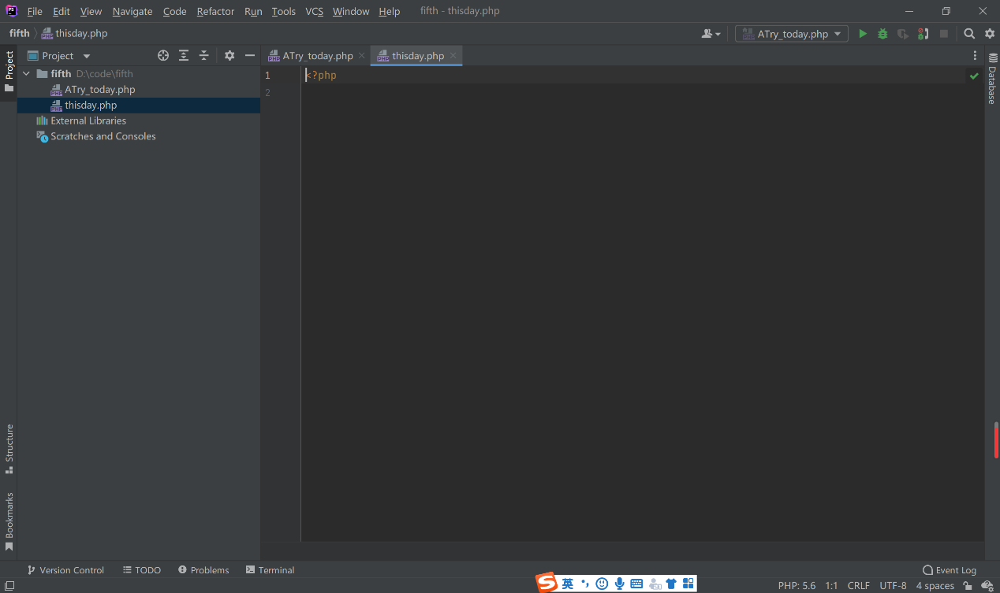 File Edit View Navigate Code Refactor Run Tools VCS Window Help fifth - thisday.php
fifth thisday.php ATry_today.php
Project
Project ATry_today.php thisday.php
fifth D:\code\fifth
ATry_today.php
thisday.php
External Libraries
Scratches and Consoles
1 <?php
2
Database
Structure
Bookmarks
Version Control TODO Problems Terminal Event Log
英
PHP: 5.6 1:1 CRLF UTF-8 4 spaces